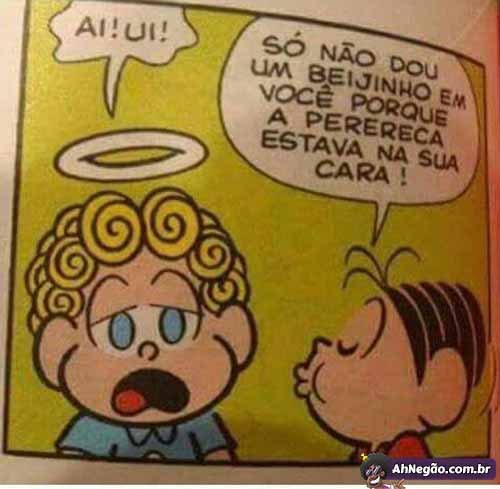 AI! UI!
SÓ NÃO DOU
UM BEIJINHO EM
VOCÊ PORQUE
A PERERECA
ESTAVA NA SUA
CARA!
AhNegão.com.br